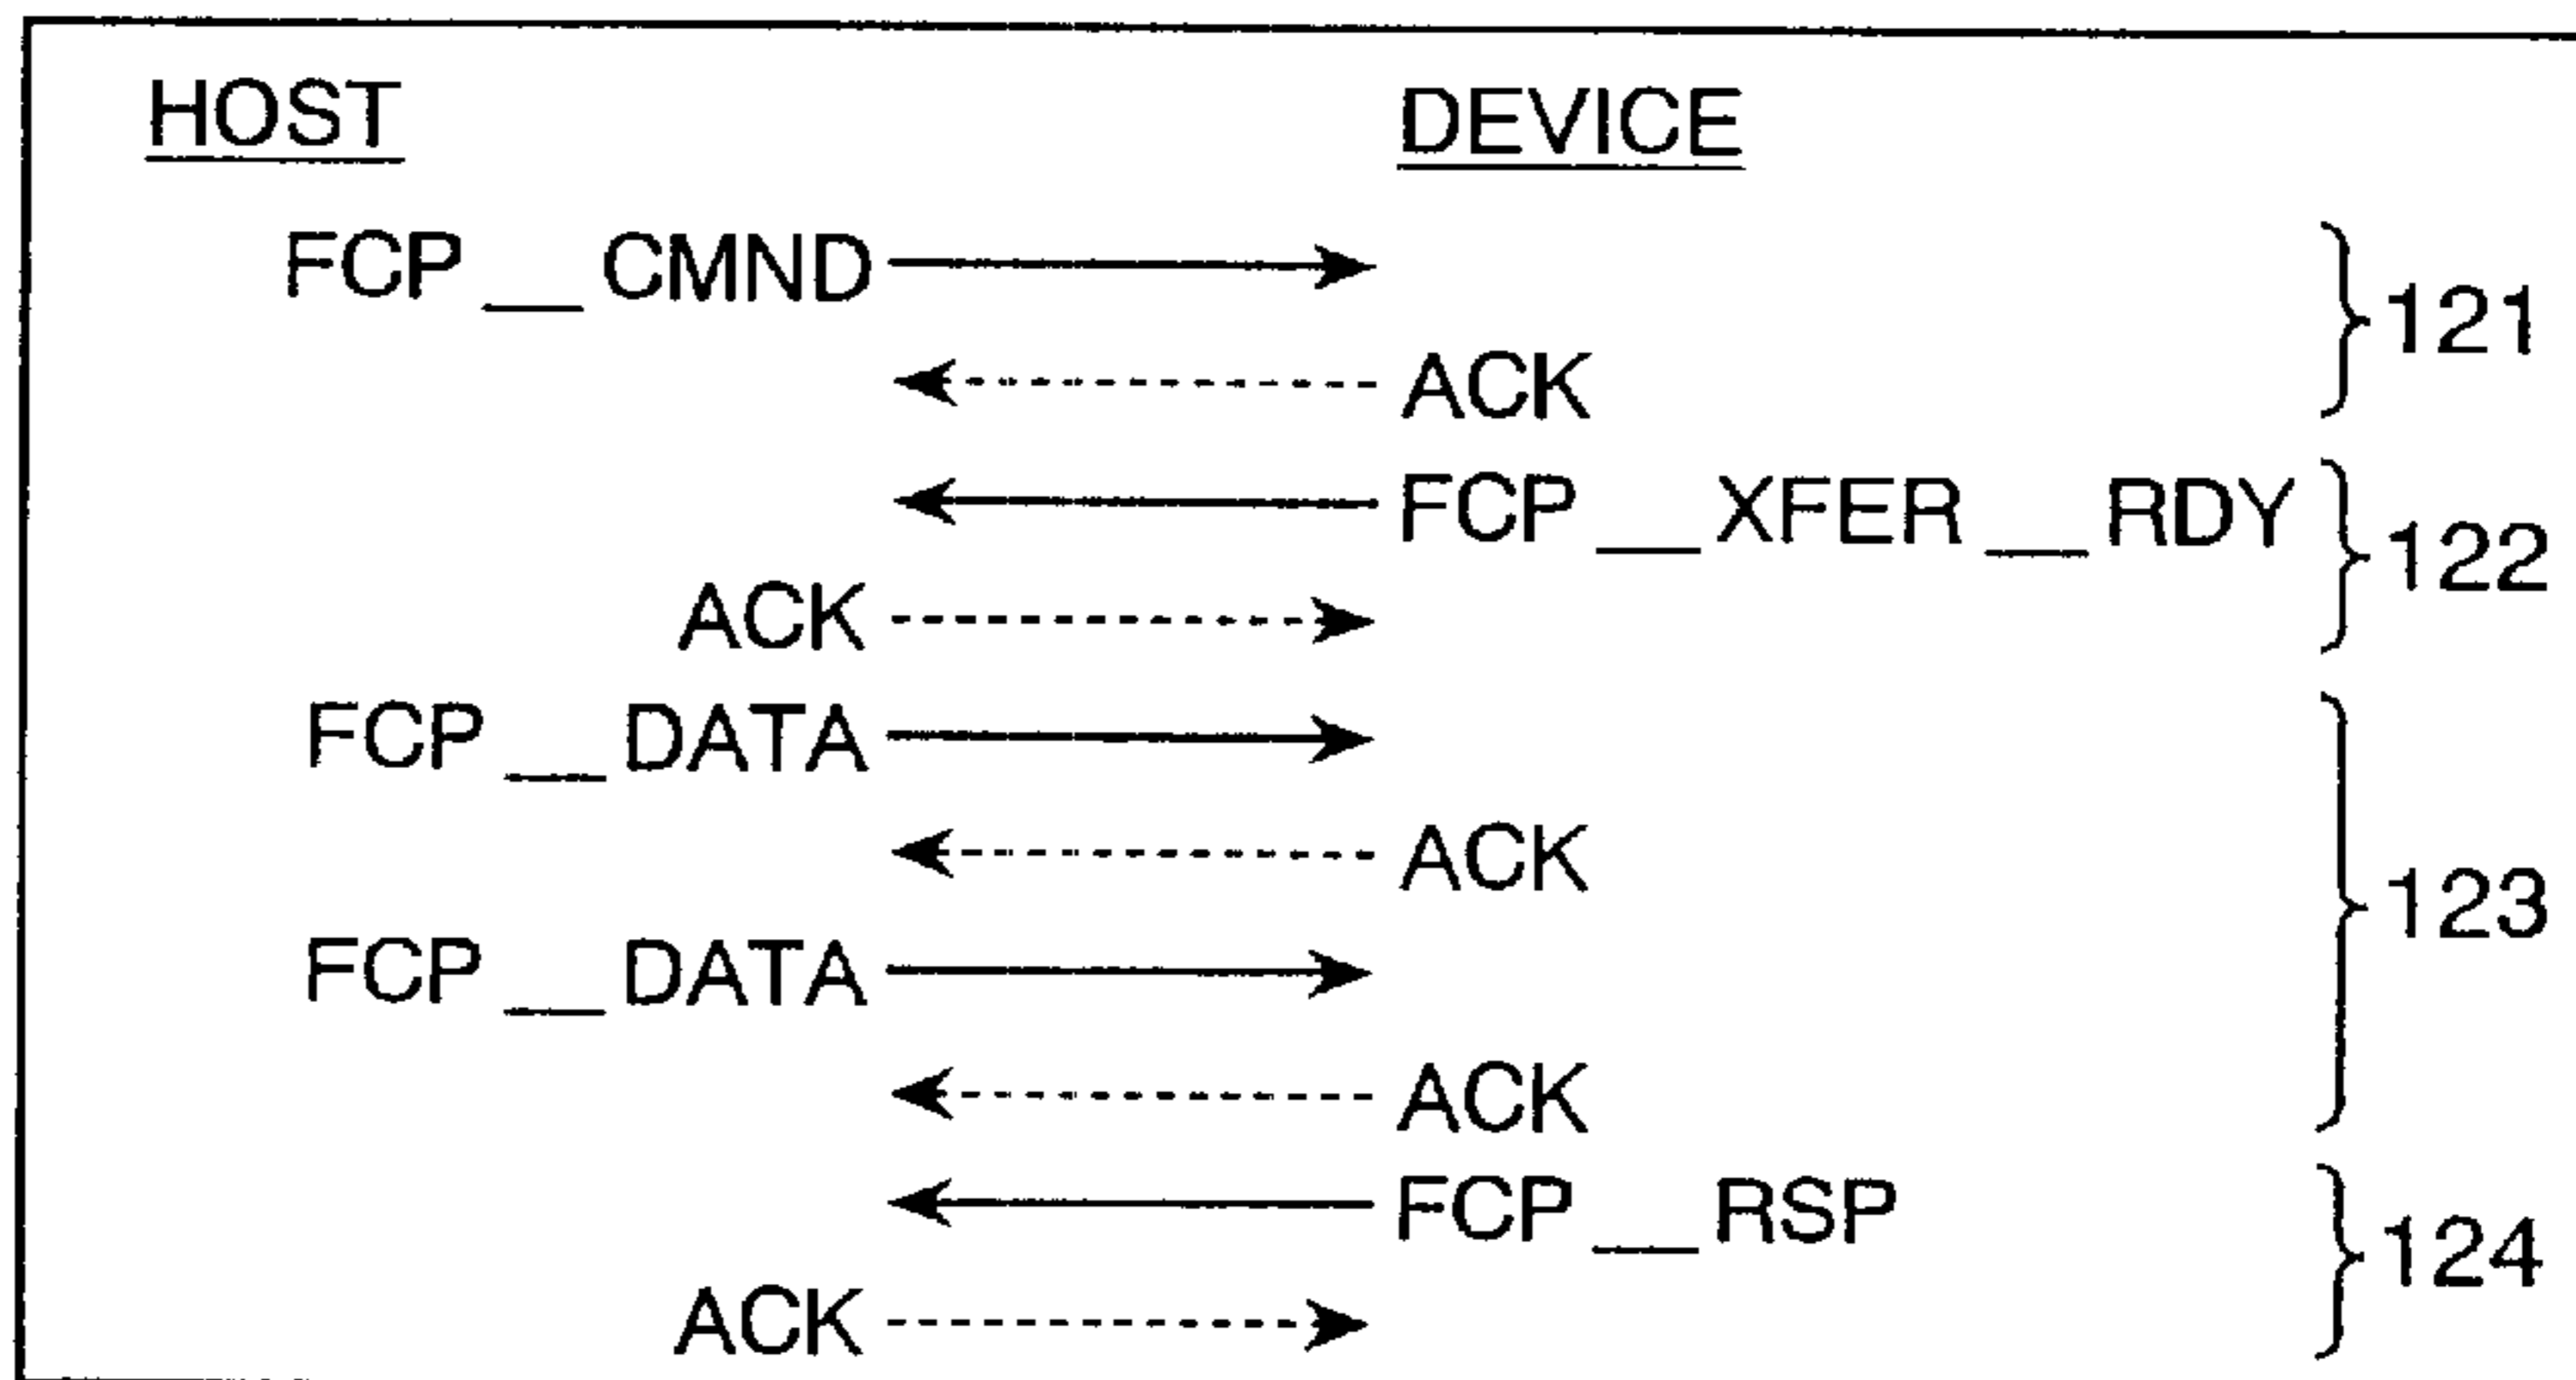 HOST DEVICE
FCP__CMND
121
ACK
FCP__XFER__RDY
122
ACK
FCP__DATA
ACK
123
FCP__DATA
ACK
FCP__RSP
124
ACK